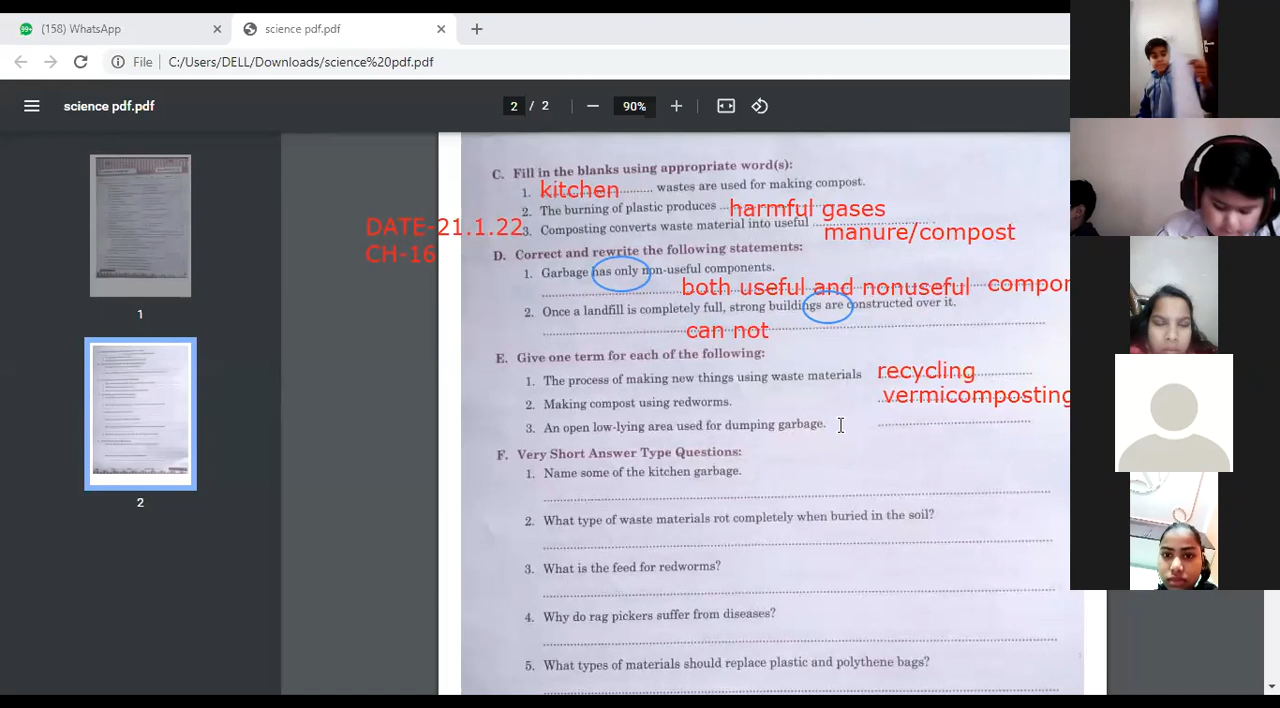 99+ (158) WhatsApp
science pdf.pdf
File C:/Users/DELL/Downloads/science%20pdf.pdf
science pdf.pdf
2 / 2
90%
1
2
DATE-21.1.22
CH-16
C. Fill in the blanks using appropriate word(s):
1. kitchen wastes are used for making compost.
2. The burning of plastic produces harmful gases
3. Composting converts waste material into useful manure/compost
D. Correct and rewrite the following statements:
1. Garbage has only non-useful components.
both useful and nonuseful compor
2. Once a landfill is completely full, strong buildings are constructed over it.
can not
E. Give one term for each of the following:
1. The process of making new things using waste materials recycling
2. Making compost using redworms. vermicomposting
3. An open low-lying area used for dumping garbage.
F. Very Short Answer Type Questions:
1. Name some of the kitchen garbage.
2. What type of waste materials rot completely when buried in the soil?
3. What is the feed for redworms?
4. Why do rag pickers suffer from diseases?
5. What types of materials should replace plastic and polythene bags?